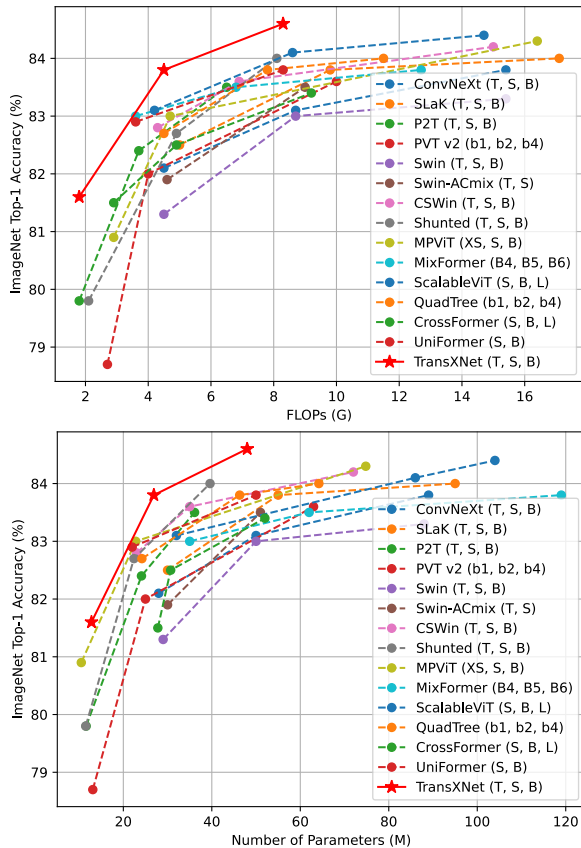 84
83
82
81
80
79
ImageNet Top-1 Accuracy (%)
ConvNeXt (T, S, B)
SLaK (T, S, B)
P2T (T, S, B)
PVT v2 (b1, b2, b4)
Swin (T, S, B)
Swin-ACmix (T, S)
CSWin (T, S, B)
Shunted (T, S, B)
MPViT (XS, S, B)
MixFormer (B4, B5, B6)
ScalableViT (S, B, L)
QuadTree (b1, b2, b4)
CrossFormer (S, B, L)
UniFormer (S, B)
TransXNet (T, S, B)
2 4 6 8 10 12 14 16
FLOPs (G)
84
83
82
81
80
79
ImageNet Top-1 Accuracy (%)
ConvNeXt (T, S, B)
SLaK (T, S, B)
P2T (T, S, B)
PVT v2 (b1, b2, b4)
Swin (T, S, B)
Swin-ACmix (T, S)
CSWin (T, S, B)
Shunted (T, S, B)
MPViT (XS, S, B)
MixFormer (B4, B5, B6)
ScalableViT (S, B, L)
QuadTree (b1, b2, b4)
CrossFormer (S, B, L)
UniFormer (S, B)
TransXNet (T, S, B)
20 40 60 80 100 120
Number of Parameters (M)